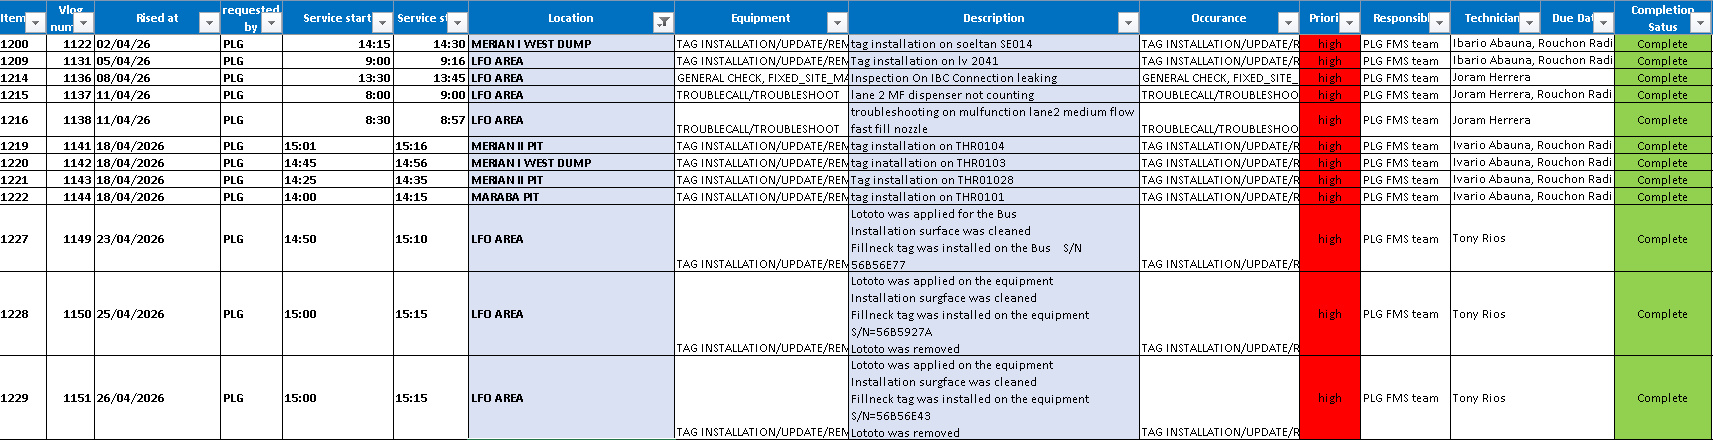 Item Vlog num Rised at requested by Service start Service st Location Equipment Description Occurance Priori Responsibl Technician Due Dat Completion Satus
1200 1122 02/04/26 PLG 14:15 14:30 MERIAN I WEST DUMP TAG INSTALLATION/UPDATE/REM tag installation on soeltan SE014 TAG INSTALLATION/UPDATE/R high PLG FMS team Ibario Abauna, Rouchon Radi Complete
1209 1131 05/04/26 PLG 9:00 9:16 LFO AREA TAG INSTALLATION/UPDATE/REM Tag installation on lv 2041 TAG INSTALLATION/UPDATE/R high PLG FMS team Ibario Abauna, Rouchon Radi Complete
1214 1136 08/04/26 PLG 13:30 13:45 LFO AREA GENERAL CHECK, FIXED_SITE_MA Inspection On IBC Connection leaking GENERAL CHECK, FIXED_SITE_ high PLG FMS team Joram Herrera Complete
1215 1137 11/04/26 PLG 8:00 9:00 LFO AREA TROUBLECALL/TROUBLESHOOT lane 2 MF dispenser not counting TROUBLECALL/TROUBLESHOO high PLG FMS team Joram Herrera, Rouchon Radi Complete
1216 1138 11/04/26 PLG 8:30 8:57 LFO AREA TROUBLECALL/TROUBLESHOOT troubleshooting on mulfunction lane2 medium flow
fast fill nozzle TROUBLECALL/TROUBLESHOO high PLG FMS team Joram Herrera Complete
1219 1141 18/04/2026 PLG 15:01 15:16 MERIAN II PIT TAG INSTALLATION/UPDATE/REM tag installation on THR0104 TAG INSTALLATION/UPDATE/R high PLG FMS team Ivario Abauna, Rouchon Radi Complete
1220 1142 18/04/2026 PLG 14:45 14:56 MERIAN I WEST DUMP TAG INSTALLATION/UPDATE/REM tag inatallation on THR0103 TAG INSTALLATION/UPDATE/R high PLG FMS team Ivario Abauna, Rouchon Radi Complete
1221 1143 18/04/2026 PLG 14:25 14:35 MERIAN II PIT TAG INSTALLATION/UPDATE/REM Tag installation on THR01028 TAG INSTALLATION/UPDATE/R high PLG FMS team Ivario Abauna, Rouchon Radi Complete
1222 1144 18/04/2026 PLG 14:00 14:15 MARABA PIT TAG INSTALLATION/UPDATE/REM tag installation on THR0101 TAG INSTALLATION/UPDATE/R high PLG FMS team Ivario Abauna, Rouchon Radi Complete
1227 1149 23/04/2026 PLG 14:50 15:10 LFO AREA TAG INSTALLATION/UPDATE/REM Lototo was applied for the Bus
Installation surface was cleaned
Fillneck tag was installed on the Bus S/N
56B56E77 TAG INSTALLATION/UPDATE/R high PLG FMS team Tony Rios Complete
1228 1150 25/04/2026 PLG 15:00 15:15 LFO AREA TAG INSTALLATION/UPDATE/REM Lototo was applied on the equipment
Installation surgface was cleaned
Fillneck tag was installed on the equipment
S/N=56B5927A
Lototo was removed TAG INSTALLATION/UPDATE/R high PLG FMS team Tony Rios Complete
1229 1151 26/04/2026 PLG 15:00 15:15 LFO AREA TAG INSTALLATION/UPDATE/REM Lototo was applied on the equipment
Installation surgface was cleaned
Fillneck tag was installed on the equipment
S/N=56B56E43
Lototo was removed TAG INSTALLATION/UPDATE/R high PLG FMS team Tony Rios Complete